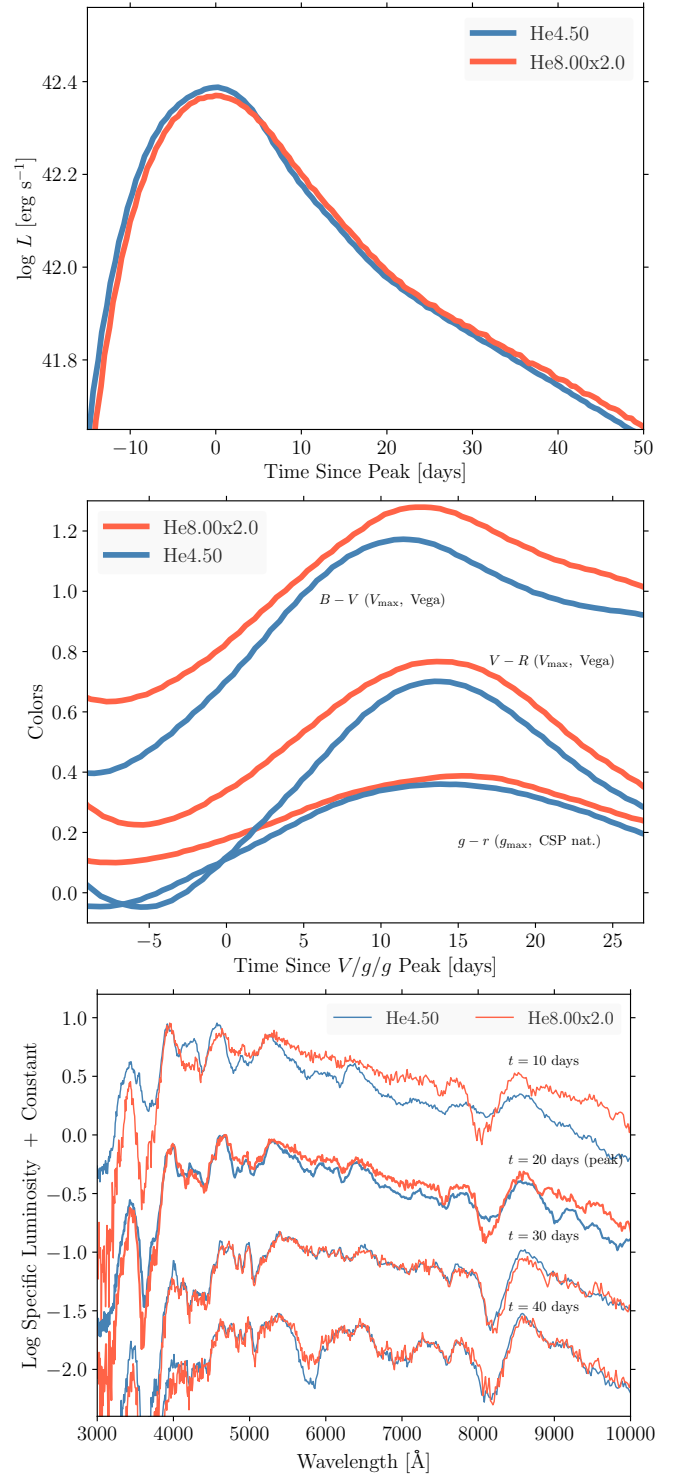 He4.50
He8.00x2.0
42.4
42.2
42.0
41.8
log L [erg s⁻¹]
−10 0 10 20 30 40 50
Time Since Peak [days]
He8.00x2.0
He4.50
1.2
1.0
0.8
0.6
0.4
0.2
0.0
Colors
B − V (Vmax, Vega)
V − R (Vmax, Vega)
g − r (gmax, CSP nat.)
−5 0 5 10 15 20 25
Time Since V/g/g Peak [days]
He4.50 He8.00x2.0
1.0
0.5
0.0
−0.5
−1.0
−1.5
−2.0
Log Specific Luminosity + Constant
t = 10 days
t = 20 days (peak)
t = 30 days
t = 40 days
3000 4000 5000 6000 7000 8000 9000 10000
Wavelength [Å]